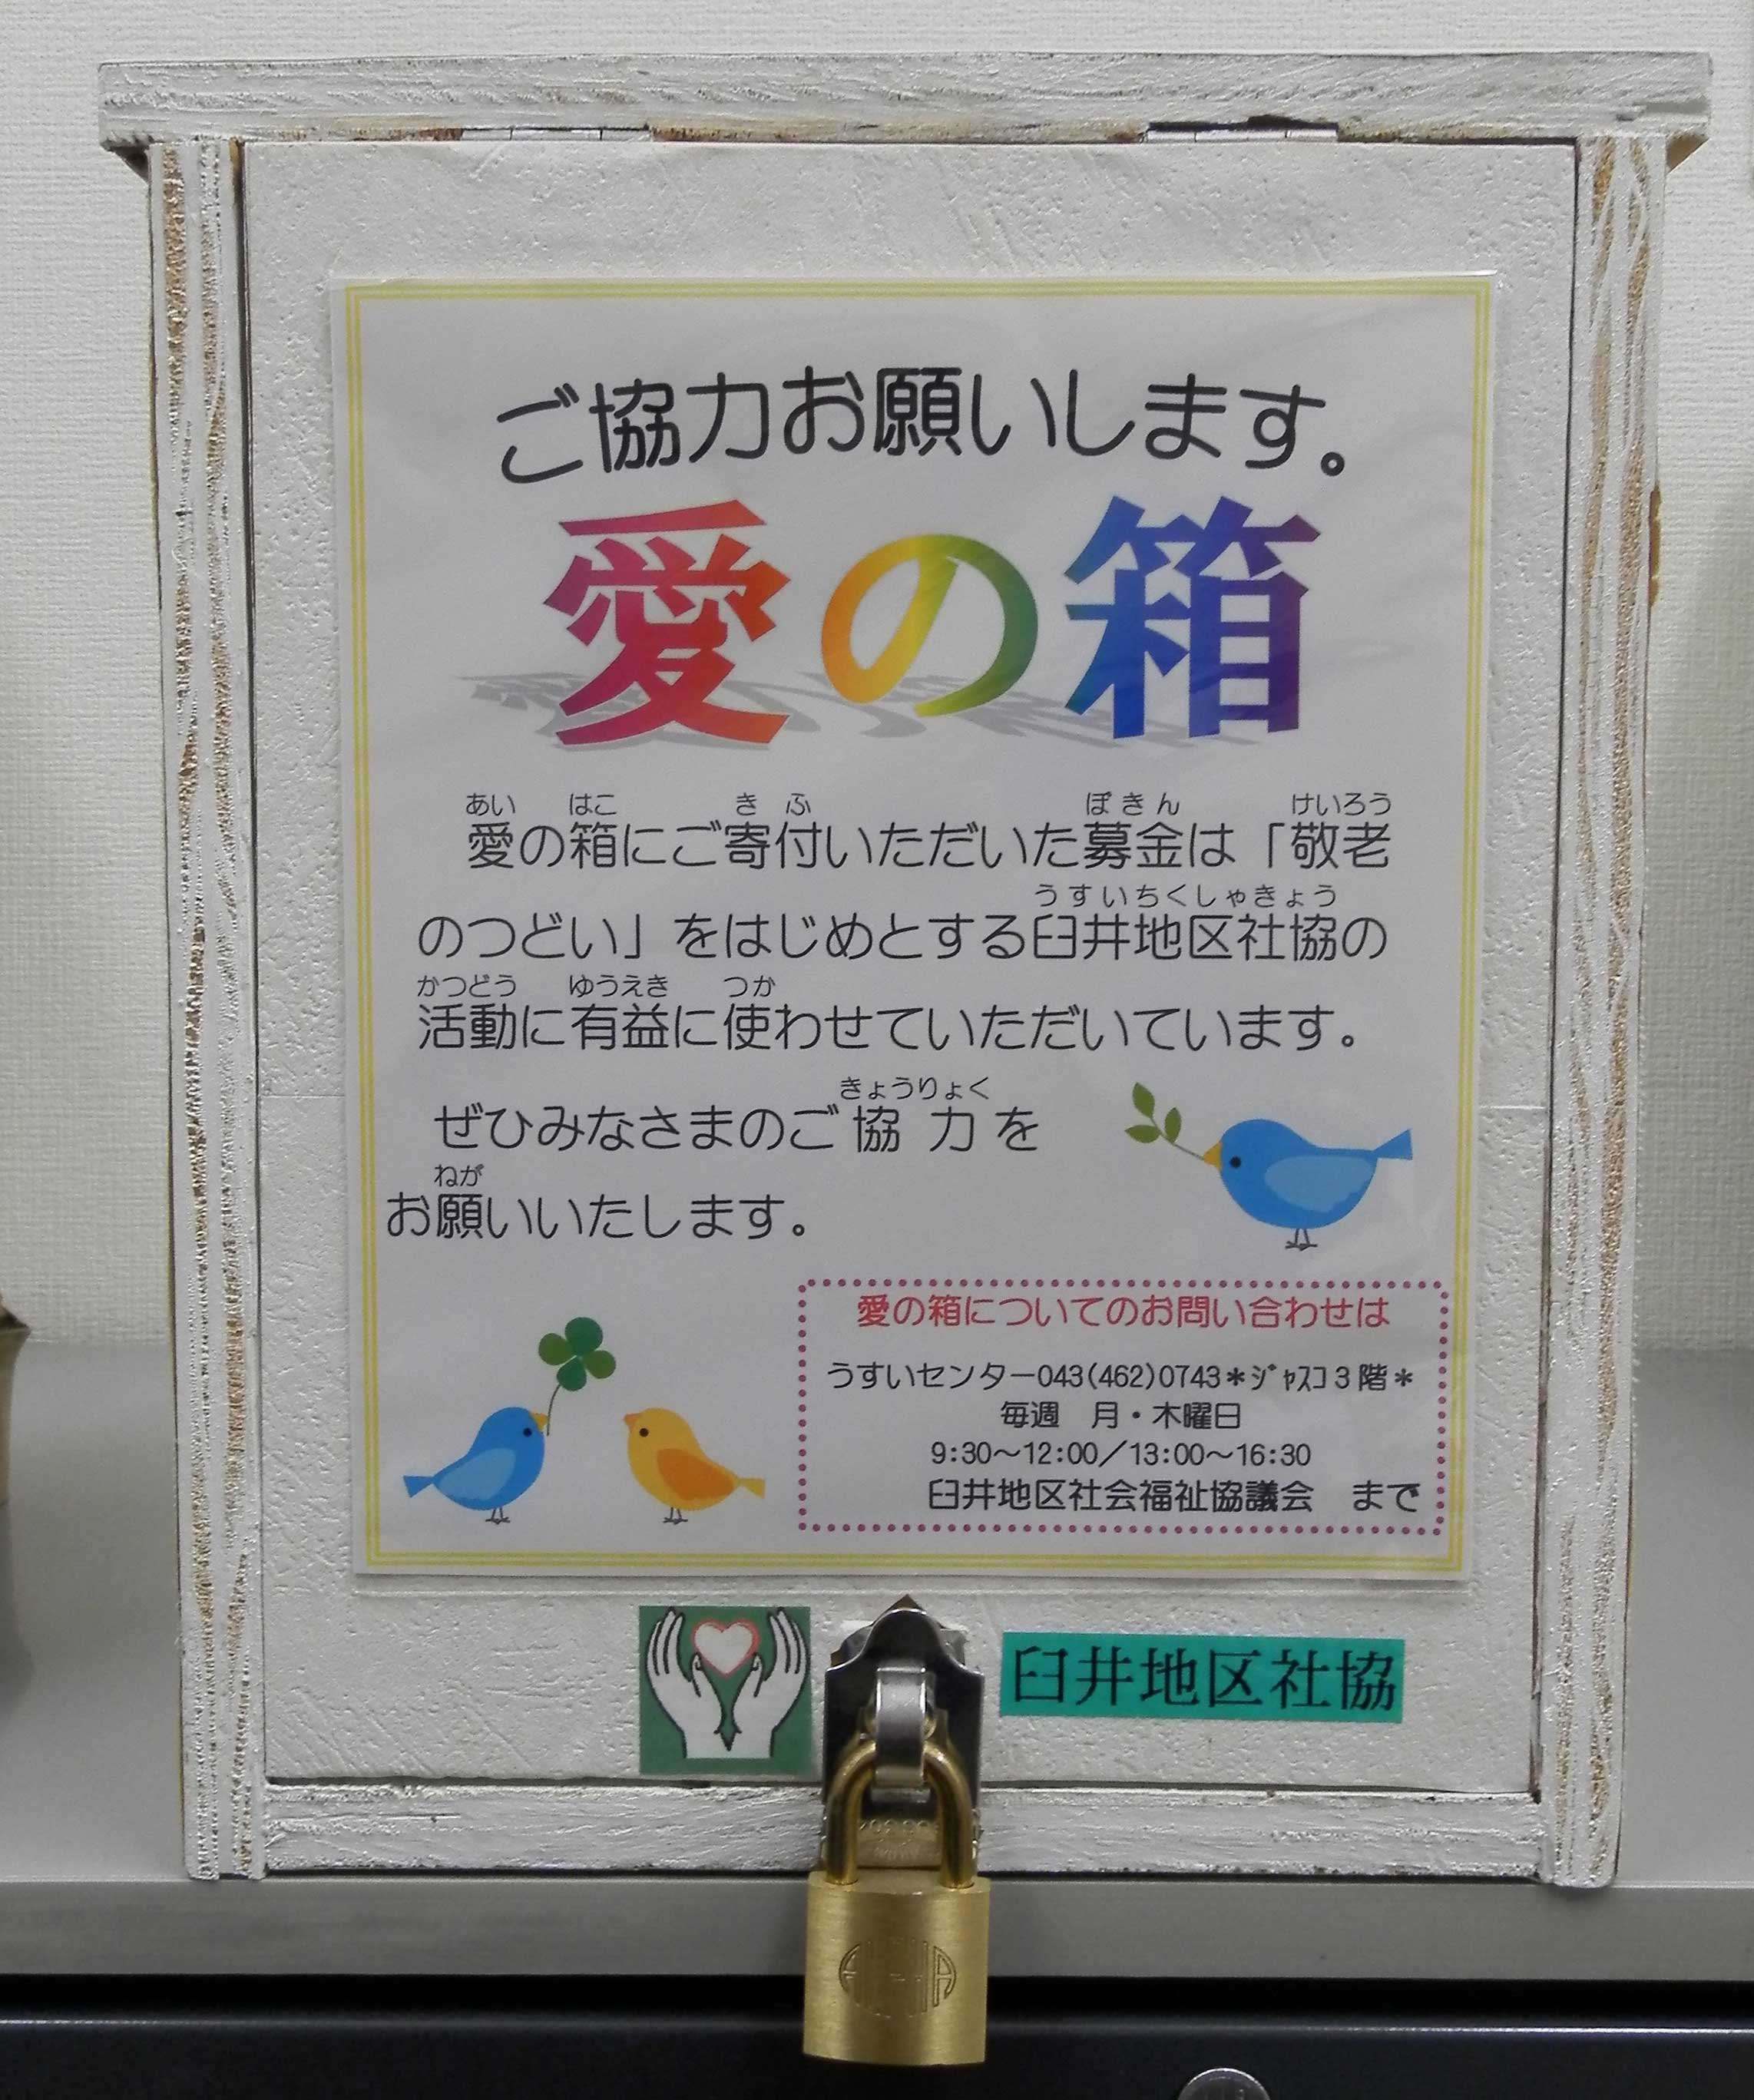 ご協力お願いします。
愛の箱
あい はこ き ふ ぼきん けいろう
愛の箱にご寄付いただいた募金は「敬老
うすいちくしゃきょう
のつどい」をはじめとする臼井地区社協の
かつどう ゆうえき つか
活動に有益に使わせていただいています。
きょうりょく
ぜひみなさまのご協力を
ねが
お願いいたします。
愛の箱についてのお問い合わせは
うすいセンター043(462)0743＊ｼﾞｬｽｺ３階＊
毎週　月・木曜日
9:30～12:00／13:00～16:30
臼井地区社会福祉協議会　まで
臼井地区社協
ALPHA